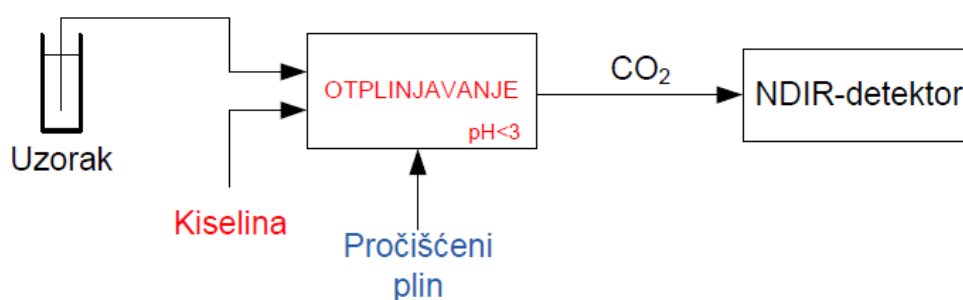 Uzorak
Kiselina
OTPLINJAVANJE
pH<3
Pročišćeni
plin
CO₂
NDIR-detektor